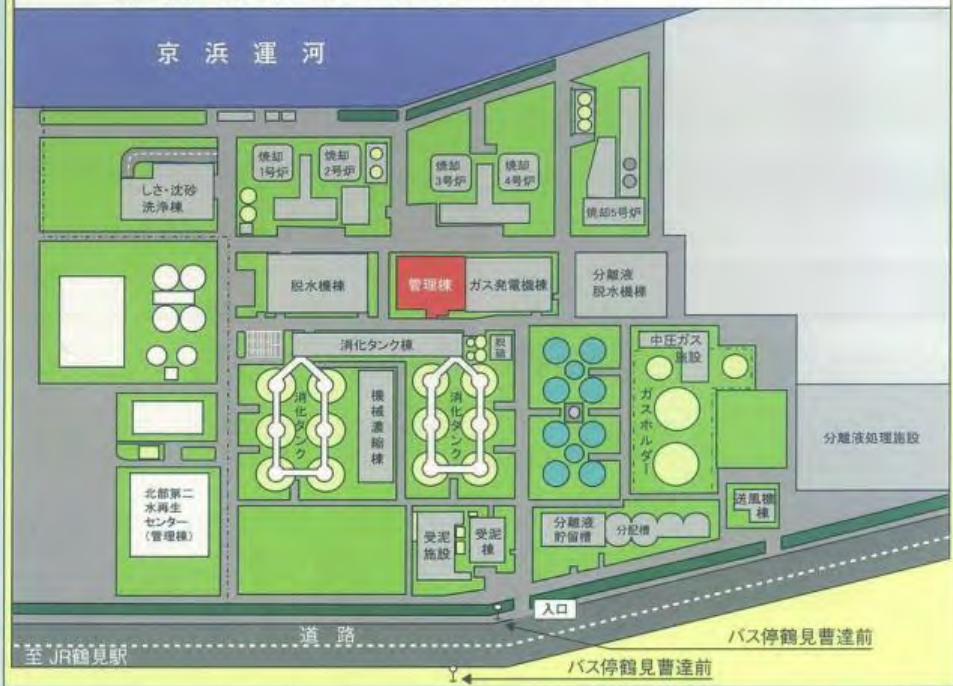 京浜運河
焼却
1号炉
焼却
2号炉
焼却
3号炉
焼却
4号炉
焼却5号炉
しさ・沈砂
洗浄棟
脱水機棟
管理棟
ガス発電機棟
分離液
脱水機棟
消化タンク棟
脱硫
中圧ガス
施設
消化タンク
機械濃縮棟
消化タンク
ガスホルダー
分離液処理施設
北部第二
水再生
センター
(管理棟)
受泥
施設
受泥
棟
分離液
貯留槽
分配槽
送風機
棟
入口
道路
バス停鶴見曹達前
至JR鶴見駅
バス停鶴見曹達前